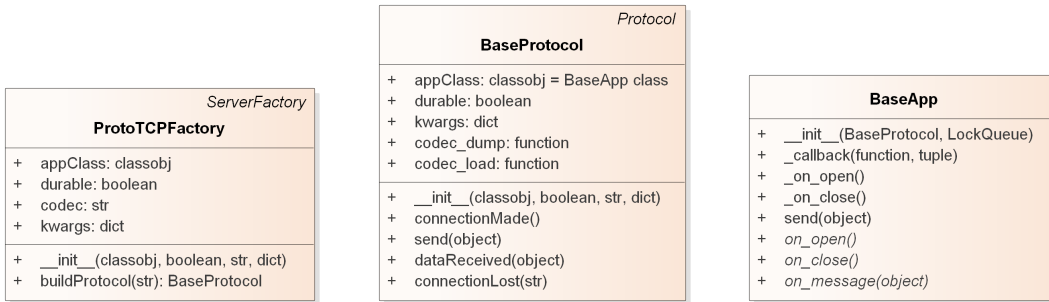 ServerFactory
ProtoTCPFactory
+ appClass: classobj
+ durable: boolean
+ codec: str
+ kwargs: dict
+ __init__(classobj, boolean, str, dict)
+ buildProtocol(str): BaseProtocol
Protocol
BaseProtocol
+ appClass: classobj = BaseApp class
+ durable: boolean
+ kwargs: dict
+ codec_dump: function
+ codec_load: function
+ __init__(classobj, boolean, str, dict)
+ connectionMade()
+ send(object)
+ dataReceived(object)
+ connectionLost(str)
BaseApp
+ __init__(BaseProtocol, LockQueue)
+ _callback(function, tuple)
+ _on_open()
+ _on_close()
+ send(object)
+ on_open()
+ on_close()
+ on_message(object)